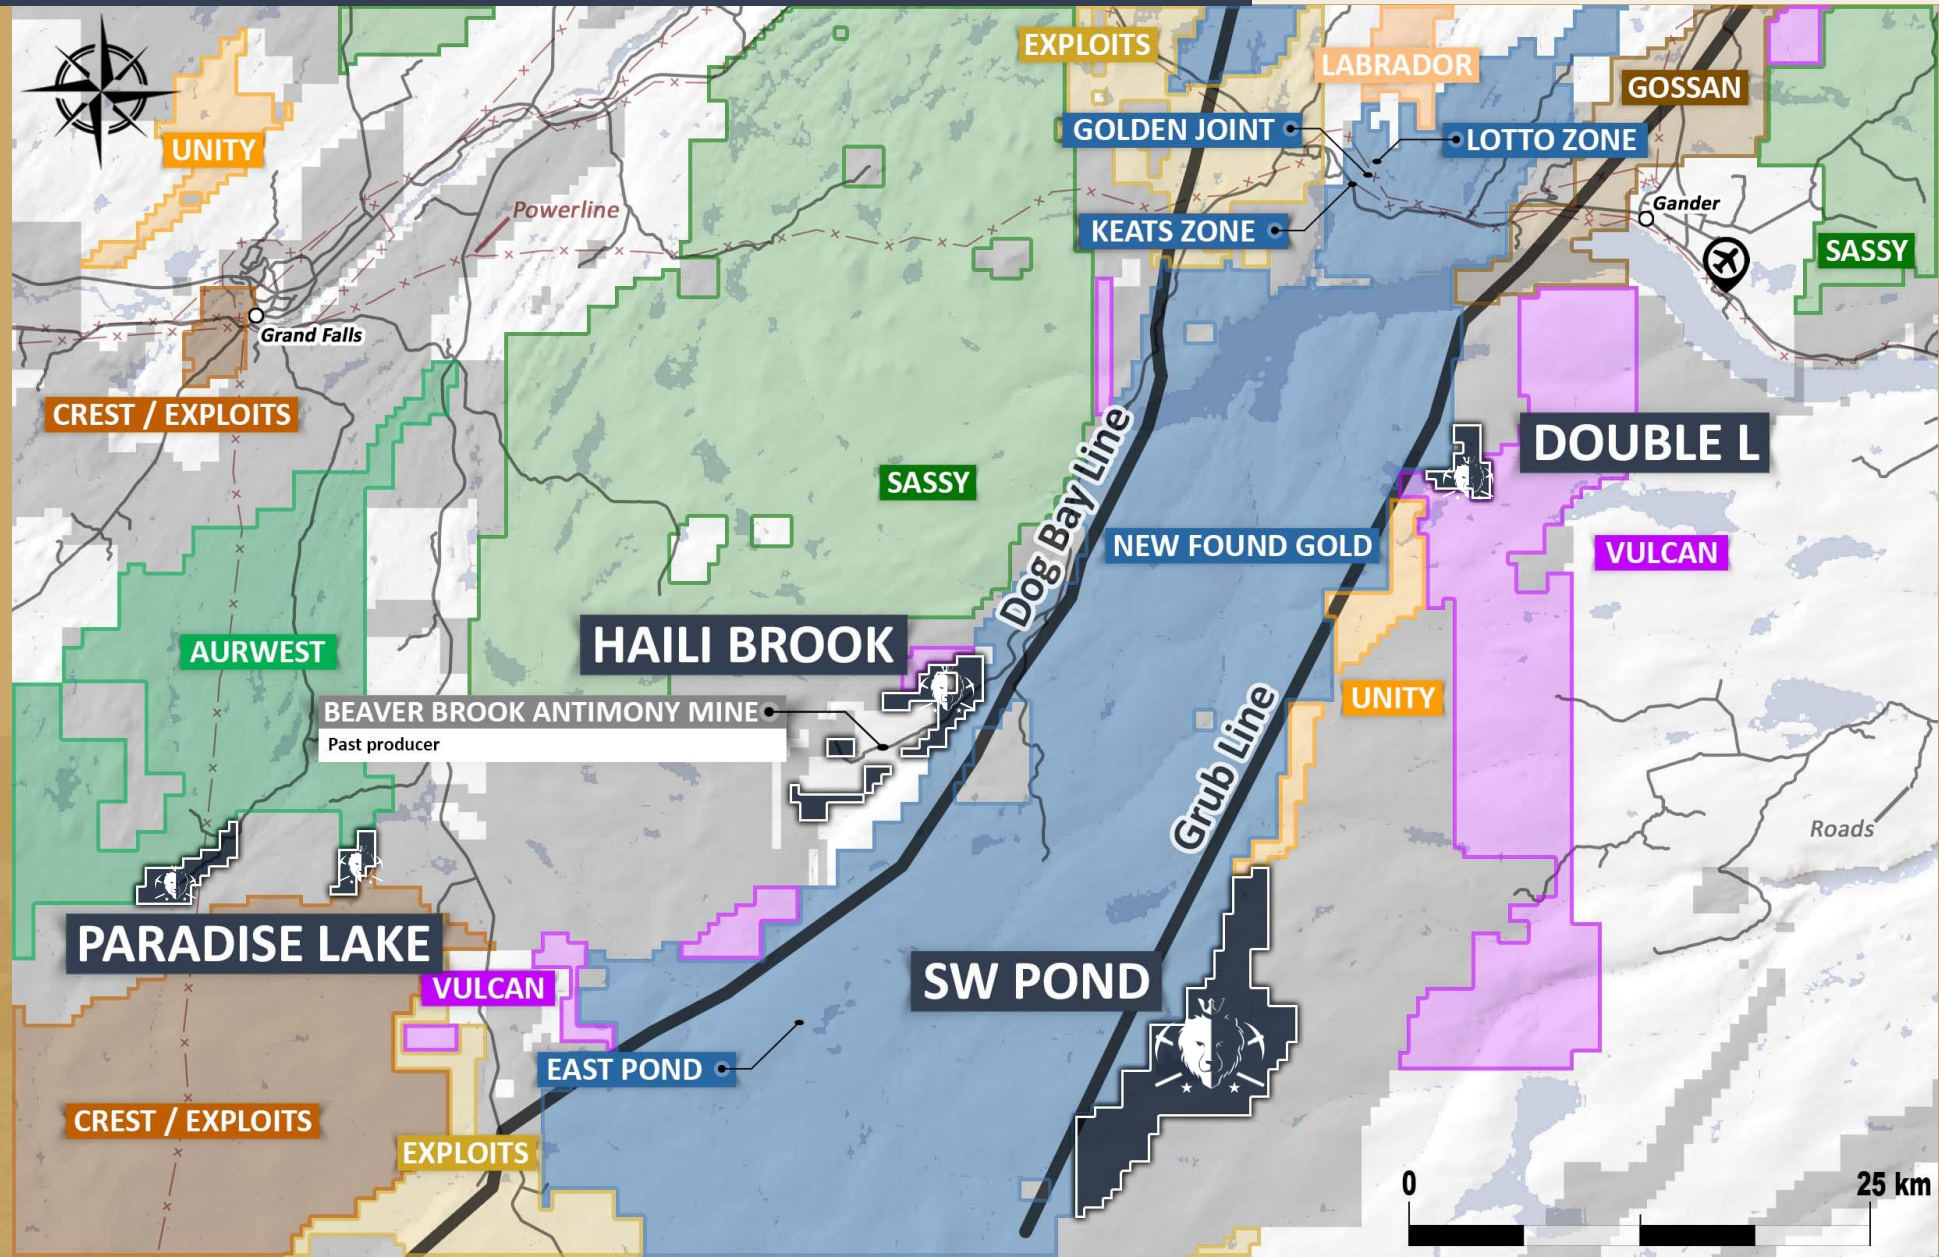 EXPLOITS
LABRADOR
GOSSAN
GOLDEN JOINT
LOTTO ZONE
UNITY
Powerline
KEATS ZONE
Gander
SASSY
Grand Falls
CREST / EXPLOITS
DOUBLE L
SASSY
Dog Bay Line
NEW FOUND GOLD
VULCAN
HAILI BROOK
AURWEST
UNITY
BEAVER BROOK ANTIMONY MINE
Past producer
Grub Line
Roads
PARADISE LAKE
SW POND
VULCAN
EAST POND
CREST / EXPLOITS
EXPLOITS
0 25 km